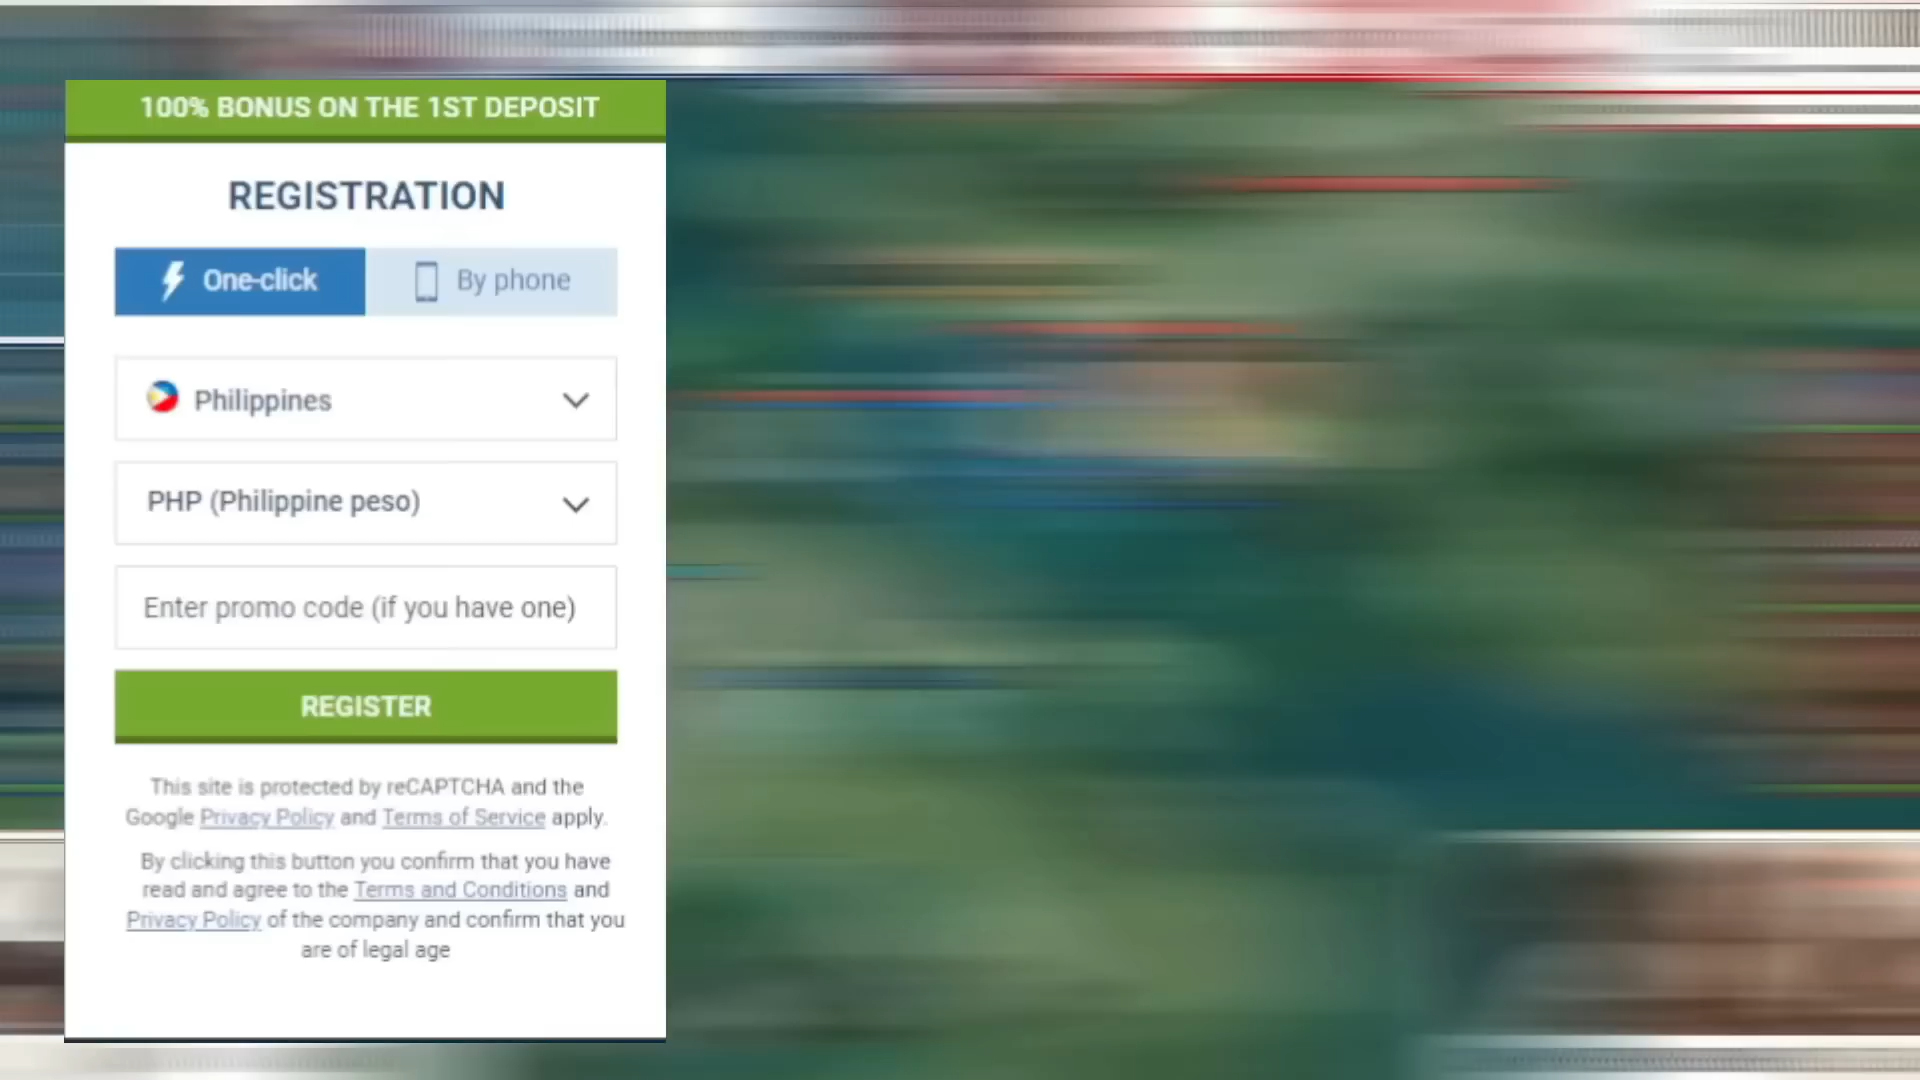 100% BONUS ON THE 1ST DEPOSIT
REGISTRATION
One-click
By phone
Philippines
PHP (Philippine peso)
Enter promo code (if you have one)
REGISTER
This site is protected by reCAPTCHA and the
Google Privacy Policy and Terms of Service apply.
By clicking this button you confirm that you have
read and agree to the Terms and Conditions and
Privacy Policy of the company and confirm that you
are of legal age